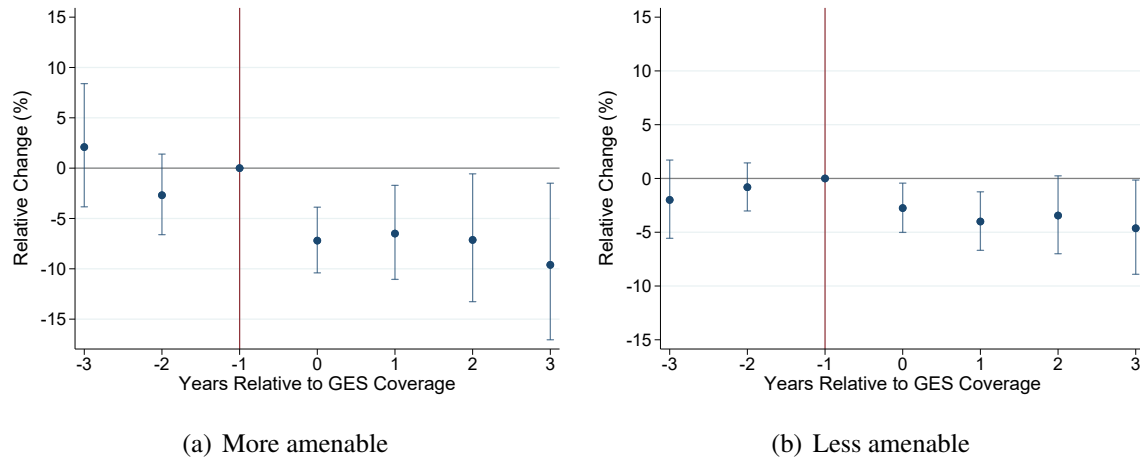 15
10
5
0
-5
-10
-15
Relative Change (%)
-3 -2 -1 0 1 2 3
Years Relative to GES Coverage
(a) More amenable
15
10
5
0
-5
-10
-15
Relative Change (%)
-3 -2 -1 0 1 2 3
Years Relative to GES Coverage
(b) Less amenable